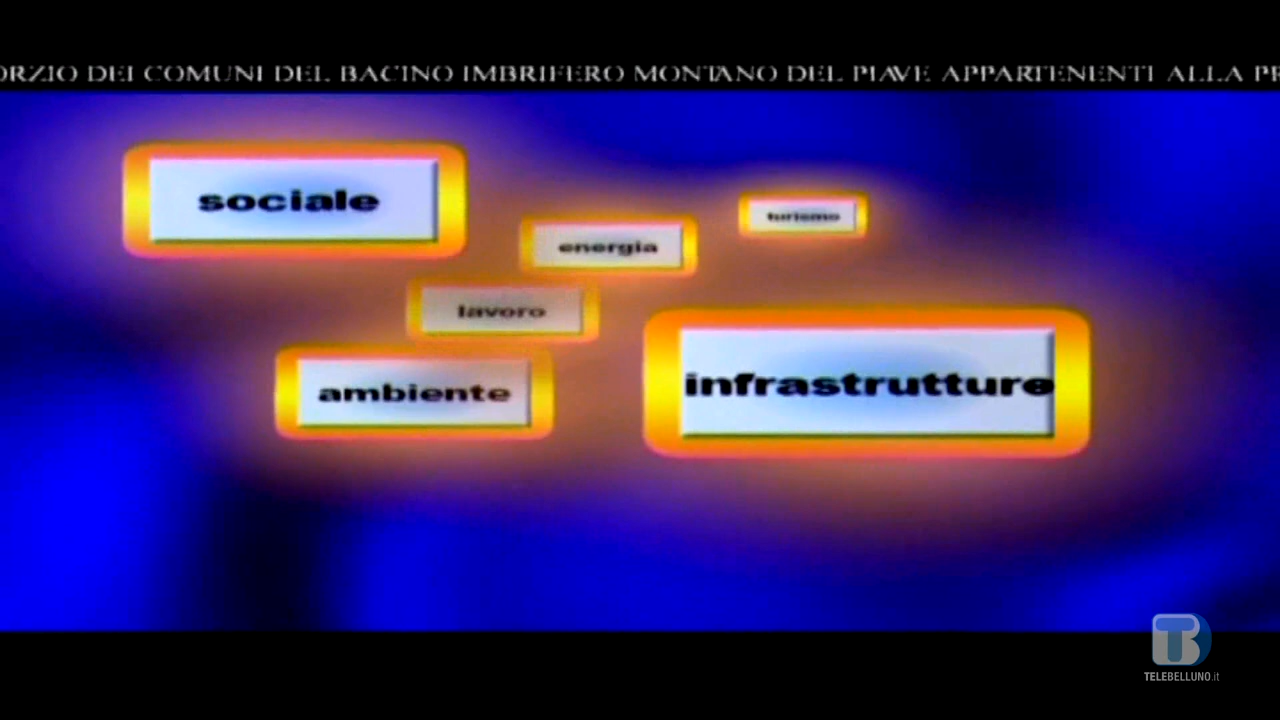 ORZIO DEI COMUNI DEL BACINO IMBRIFERO MONTANO DEL PIAVE APPARTENENTI ALLA PR
sociale
turismo
energia
lavoro
ambiente
infrastrutture
TELEBELLUNO.it